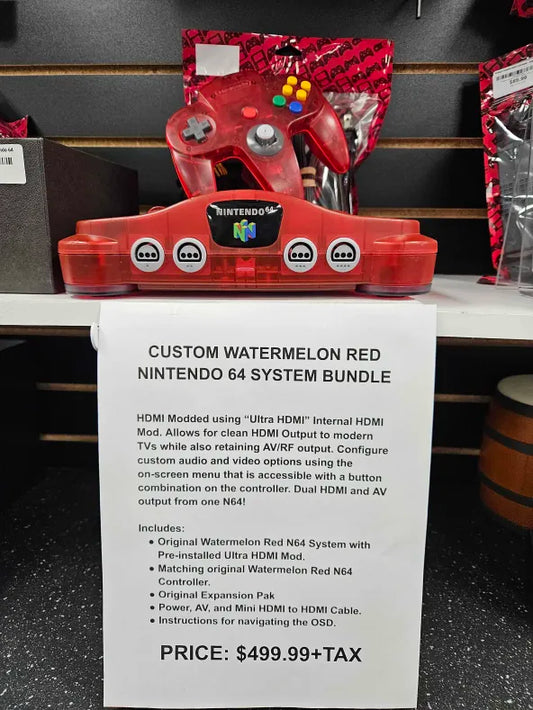 NINTENDO 64
N
CUSTOM WATERMELON RED
NINTENDO 64 SYSTEM BUNDLE
HDMI Modded using “Ultra HDMI” Internal HDMI
Mod. Allows for clean HDMI Output to modern
TVs while also retaining AV/RF output. Configure
custom audio and video options using the
on-screen menu that is accessible with a button
combination on the controller. Dual HDMI and AV
output from one N64!
Includes:
• Original Watermelon Red N64 System with
Pre-installed Ultra HDMI Mod.
• Matching original Watermelon Red N64
Controller.
• Original Expansion Pak
• Power, AV, and Mini HDMI to HDMI Cable.
• Instructions for navigating the OSD.
PRICE: $499.99+TAX